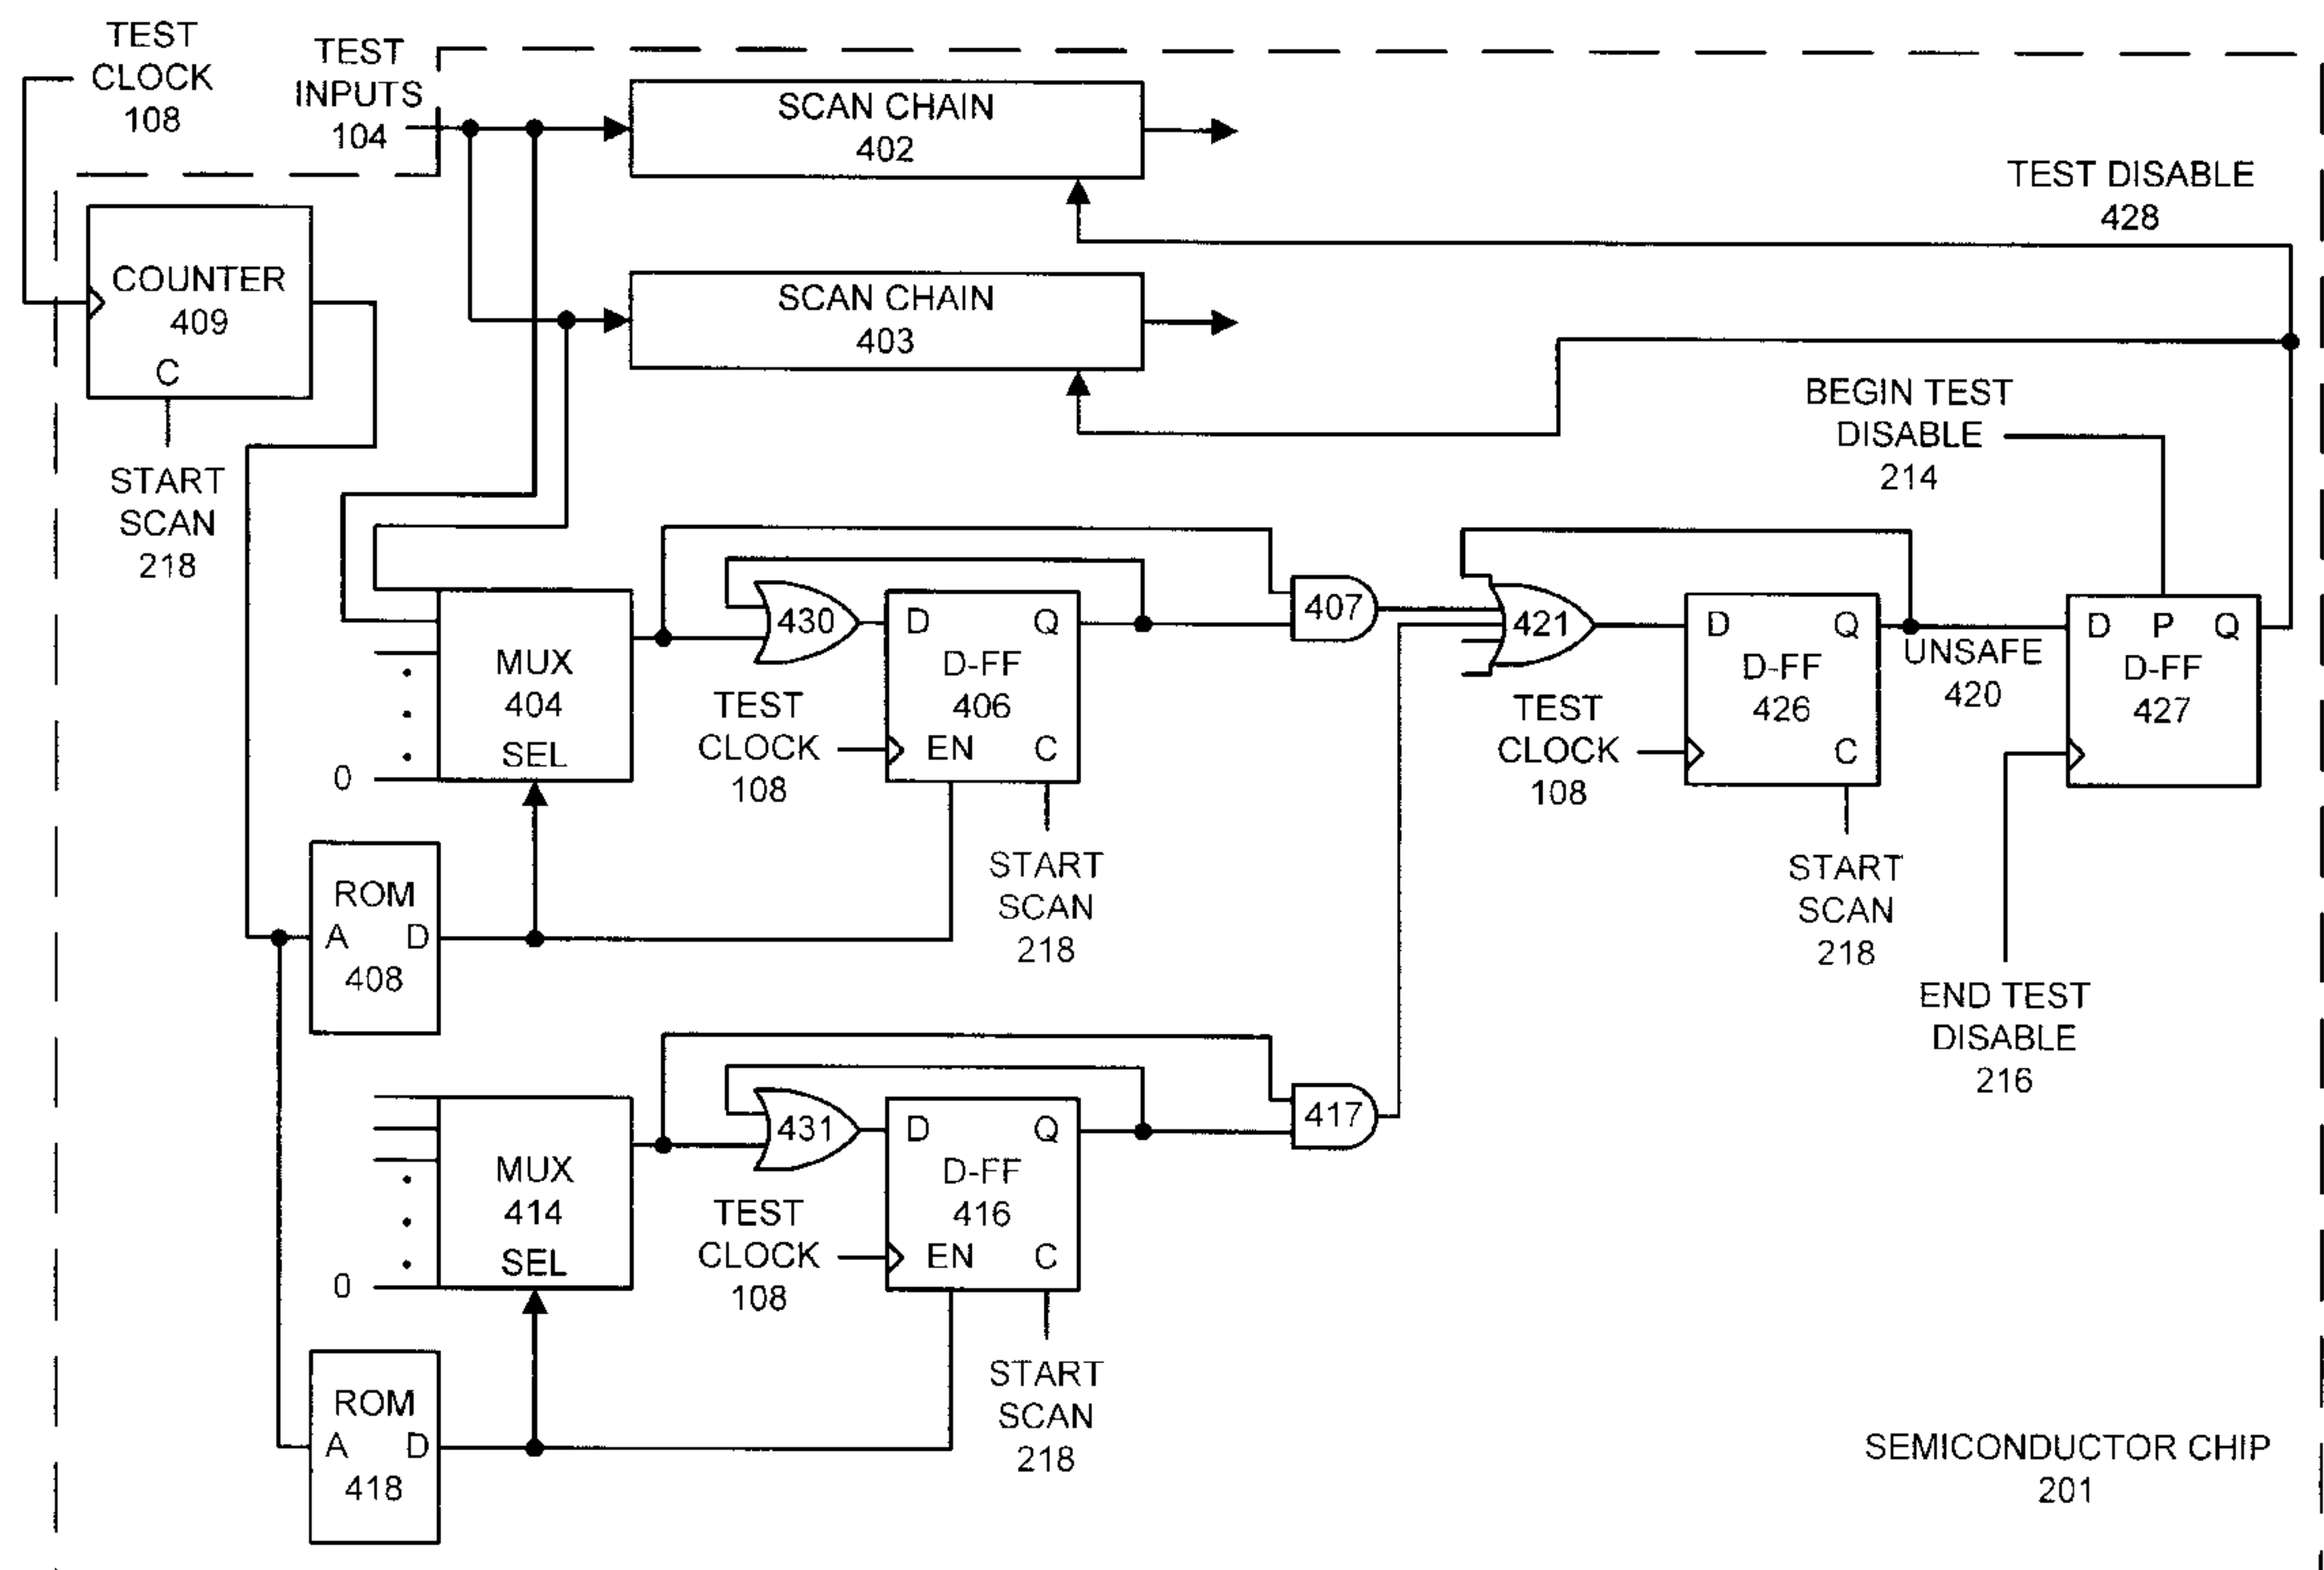 TEST
CLOCK
108
TEST
INPUTS
104
SCAN CHAIN
402
TEST DISABLE
428
COUNTER
409
C
START
SCAN
218
SCAN CHAIN
403
BEGIN TEST
DISABLE
214
MUX
404
SEL
0
430
D Q
D-FF
406
EN C
TEST
CLOCK
108
START
SCAN
218
407
421
D Q
D-FF
426
C
TEST
CLOCK
108
START
SCAN
218
UNSAFE
420
D P Q
D-FF
427
END TEST
DISABLE
216
ROM
A D
408
MUX
414
SEL
0
431
D Q
D-FF
416
EN C
TEST
CLOCK
108
START
SCAN
218
417
ROM
A D
418
SEMICONDUCTOR CHIP
201